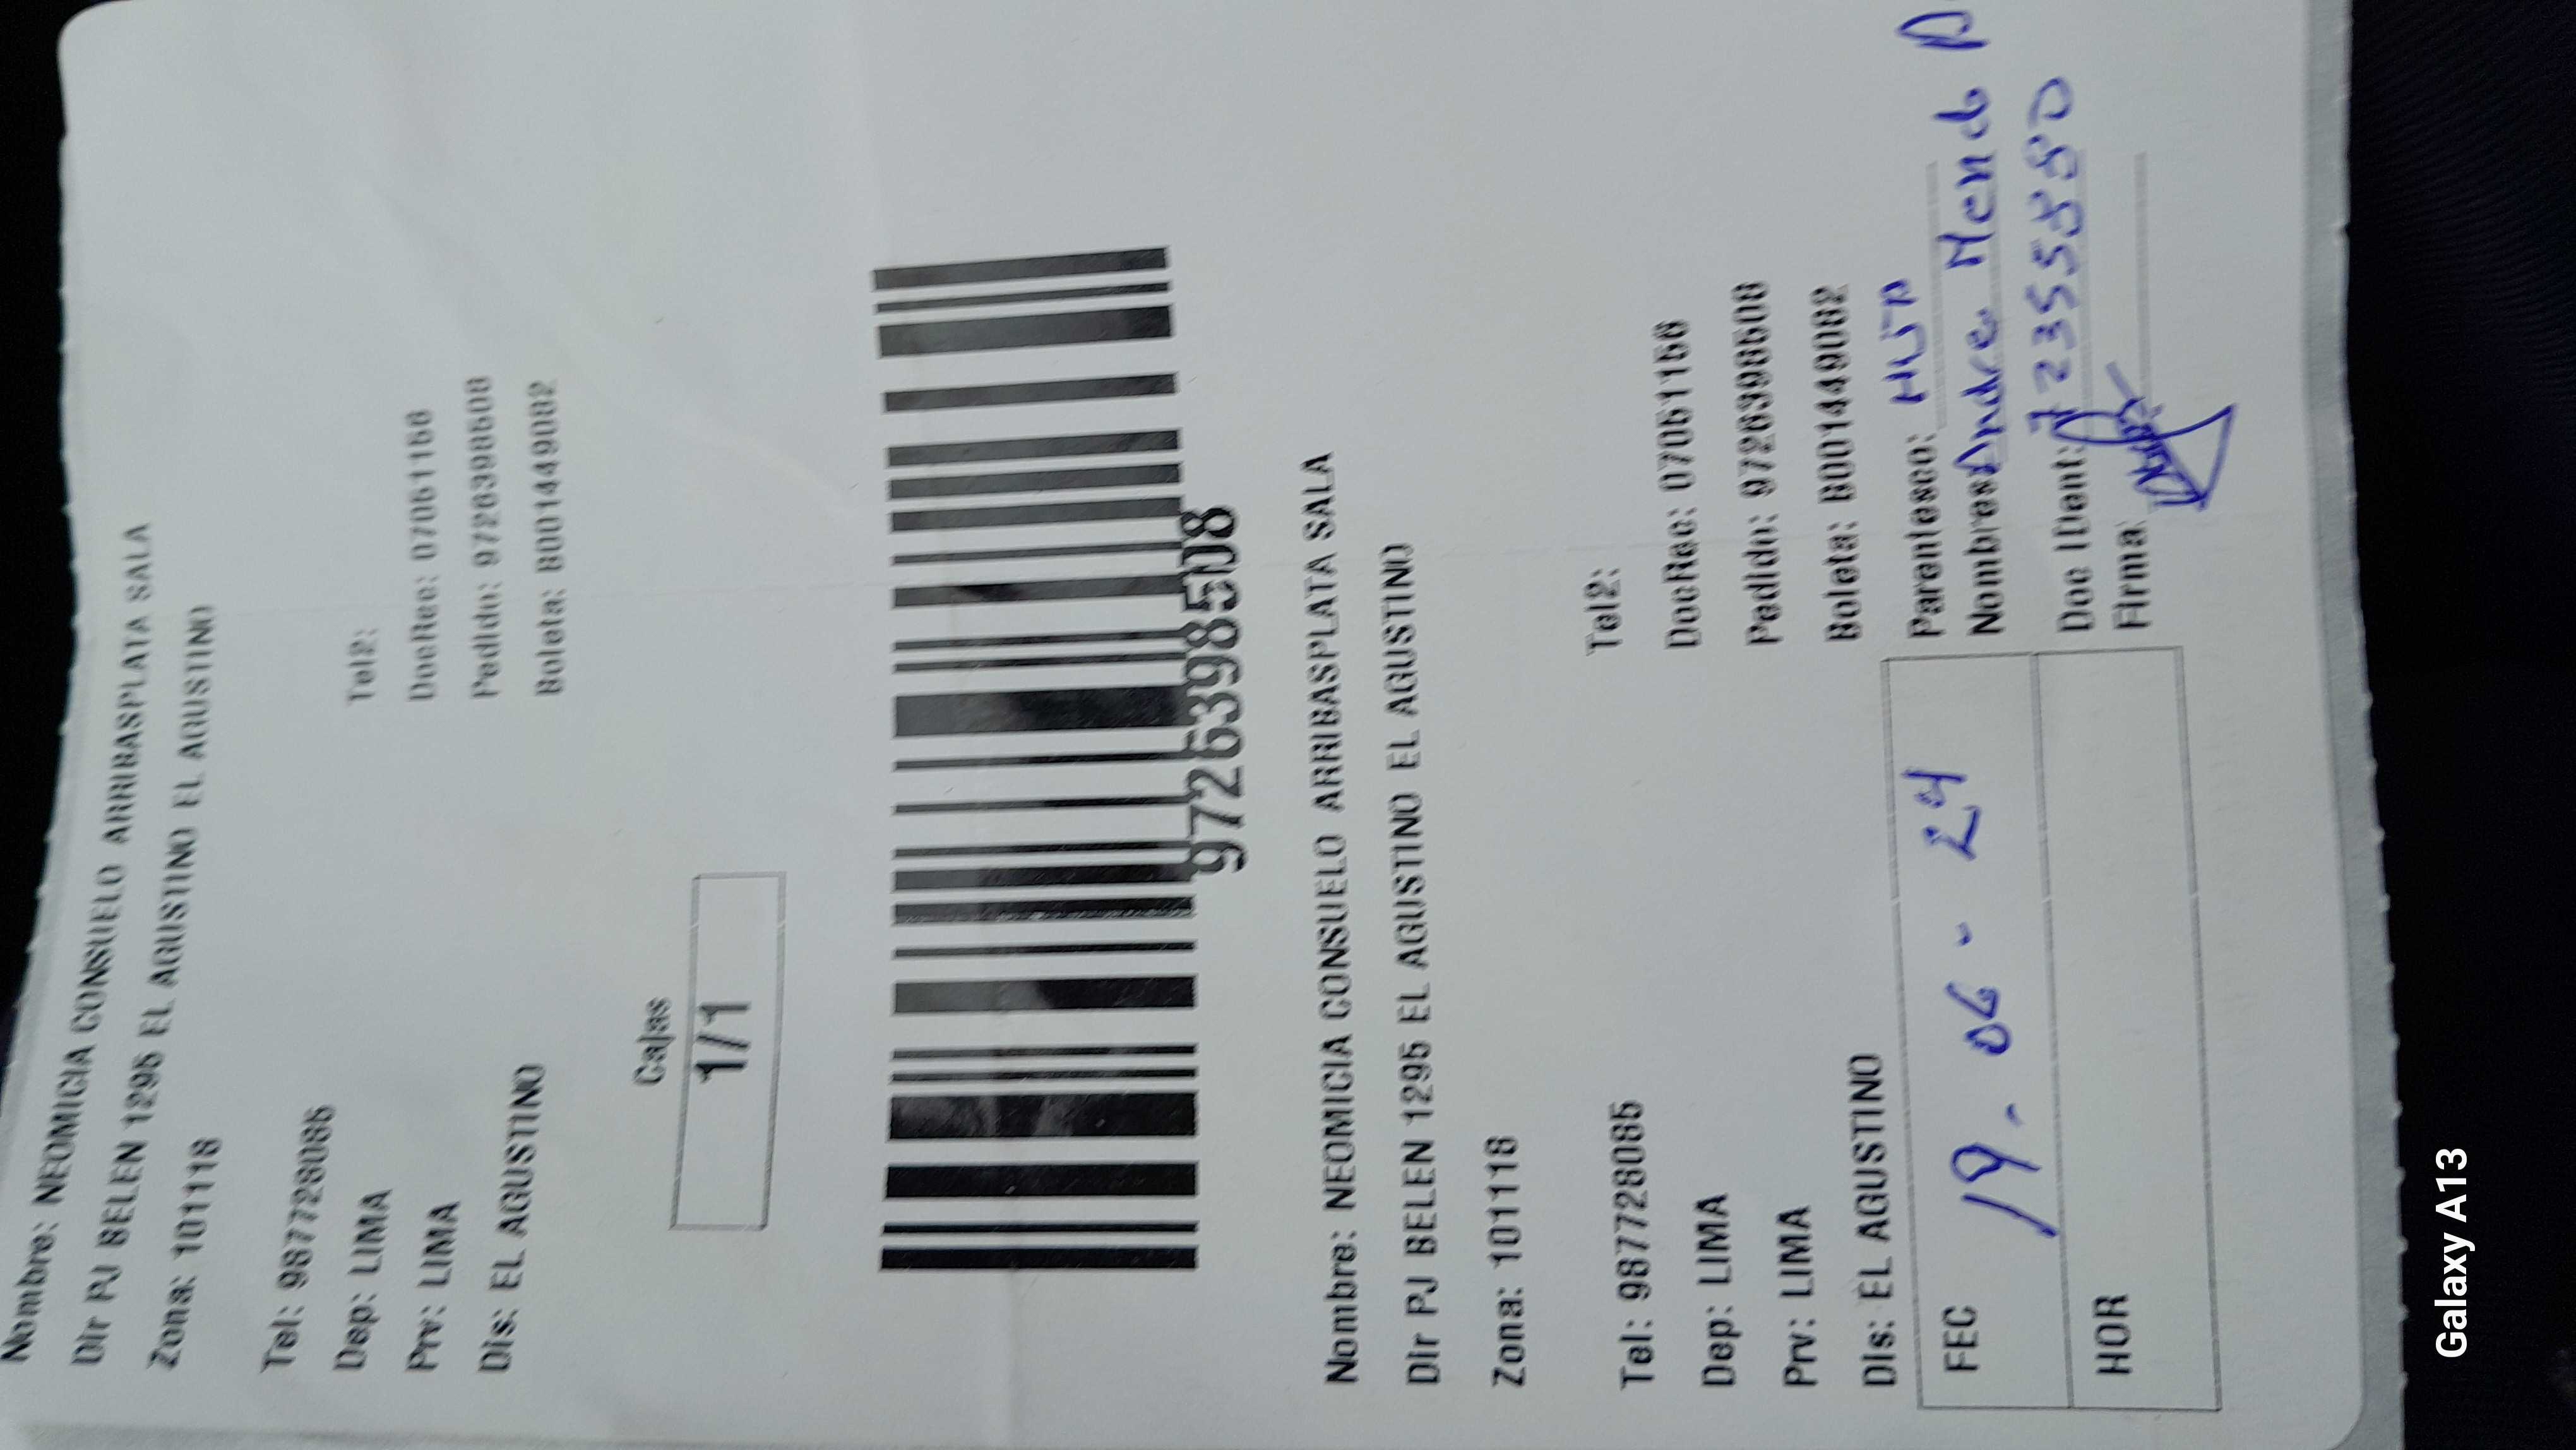 Nombre: NEOMICIA CONSUELO ARRIBASPLATA SALA
Dir PJ BELEN 1295 EL AGUSTINO EL AGUSTINO
Zona: 101118
Tel: 987728085
Tel2:
Dep: LIMA
DocRec: 07051156
Prv: LIMA
Pedido: 9726398508
Dis: EL AGUSTINO
Boleta: B001449082
Cajas
1/1
9726398508
Nombre: NEOMICIA CONSUELO ARRIBASPLATA SALA
Dir PJ BELEN 1295 EL AGUSTINO EL AGUSTINO
Zona: 101118
Tel: 987728085
Tel2:
Dep: LIMA
DocRec: 07051156
Prv: LIMA
Pedido: 9726398508
Dis: EL AGUSTINO
Boleta: B001449082
FEC 19.06.24
Parentesco:
Nombres Andre
HOR
Doc IDent: 72355880
Firma
Galaxy A13